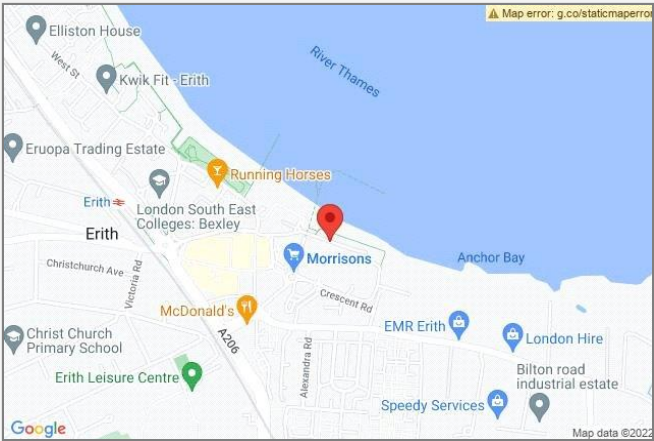 Map error: g.co/staticmaperror
Elliston House
West St
River Thames
Kwik Fit - Erith
Eruopa Trading Estate
Running Horses
Erith
London South East
Colleges: Bexley
Erith
Morrisons
Anchor Bay
Christchurch Ave
Victoria Rd
Crescent Rd
McDonald's
A206
EMR Erith
London Hire
Christ Church
Primary School
Alexandra Rd
Bilton road
industrial estate
Erith Leisure Centre
Speedy Services
Google
Map data ©2022